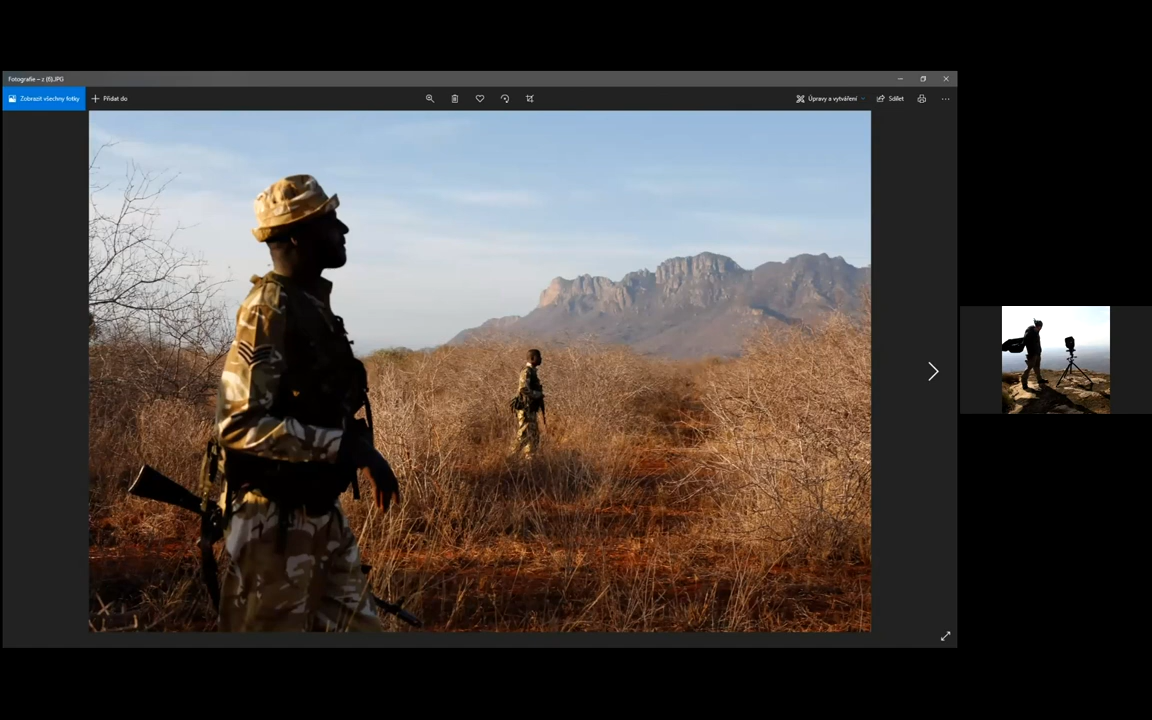 Fotografie – z (6).JPG
Zobrazit všechny fotky
Přidat do
Úpravy a vytváření
Sdílet